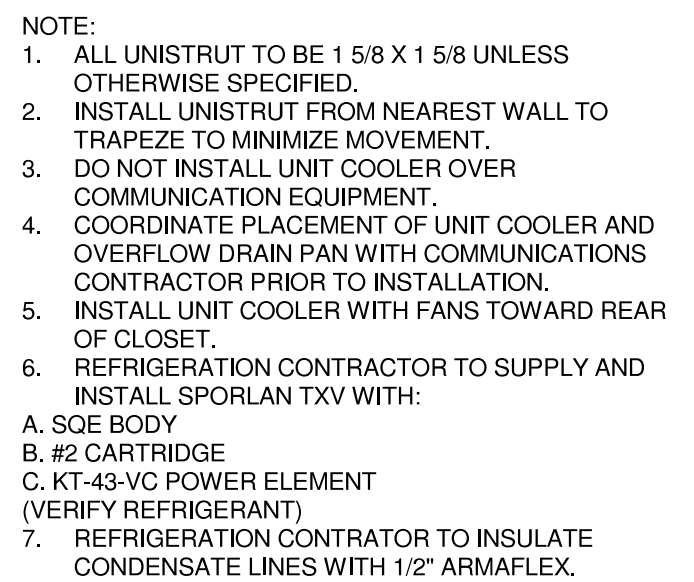 NOTE:
1. ALL UNISTRUT TO BE 1 5/8 X 1 5/8 UNLESS
OTHERWISE SPECIFIED.
2. INSTALL UNISTRUT FROM NEAREST WALL TO
TRAPEZE TO MINIMIZE MOVEMENT.
3. DO NOT INSTALL UNIT COOLER OVER
COMMUNICATION EQUIPMENT.
4. COORDINATE PLACEMENT OF UNIT COOLER AND
OVERFLOW DRAIN PAN WITH COMMUNICATIONS
CONTRACTOR PRIOR TO INSTALLATION.
5. INSTALL UNIT COOLER WITH FANS TOWARD REAR
OF CLOSET.
6. REFRIGERATION CONTRACTOR TO SUPPLY AND
INSTALL SPORLAN TXV WITH:
A. SQE BODY
B. #2 CARTRIDGE
C. KT-43-VC POWER ELEMENT
(VERIFY REFRIGERANT)
7. REFRIGERATION CONTRATOR TO INSULATE
CONDENSATE LINES WITH 1/2" ARMAFLEX.